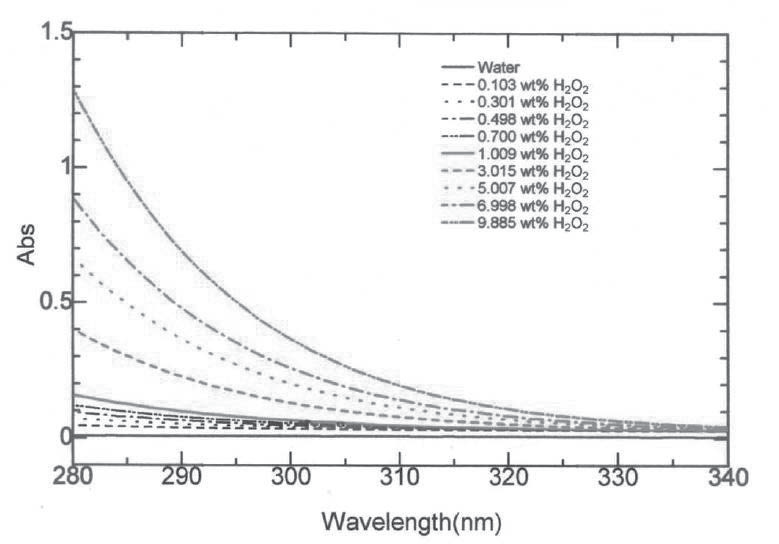 1.5
1
0.5
0
Abs
Water
0.103 wt% H₂O₂
0.301 wt% H₂O₂
0.498 wt% H₂O₂
0.700 wt% H₂O₂
1.009 wt% H₂O₂
3.015 wt% H₂O₂
5.007 wt% H₂O₂
6.998 wt% H₂O₂
9.885 wt% H₂O₂
280 290 300 310 320 330 340
Wavelength(nm)